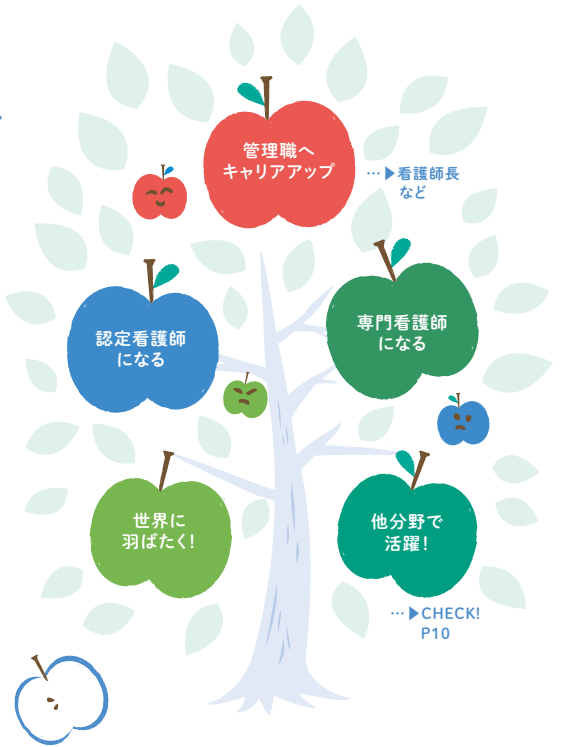 管理職へ
キャリアアップ
…▶看護師長
など
認定看護師
になる
専門看護師
になる
世界に
羽ばたく!
他分野で
活躍!
…▶CHECK!
P10